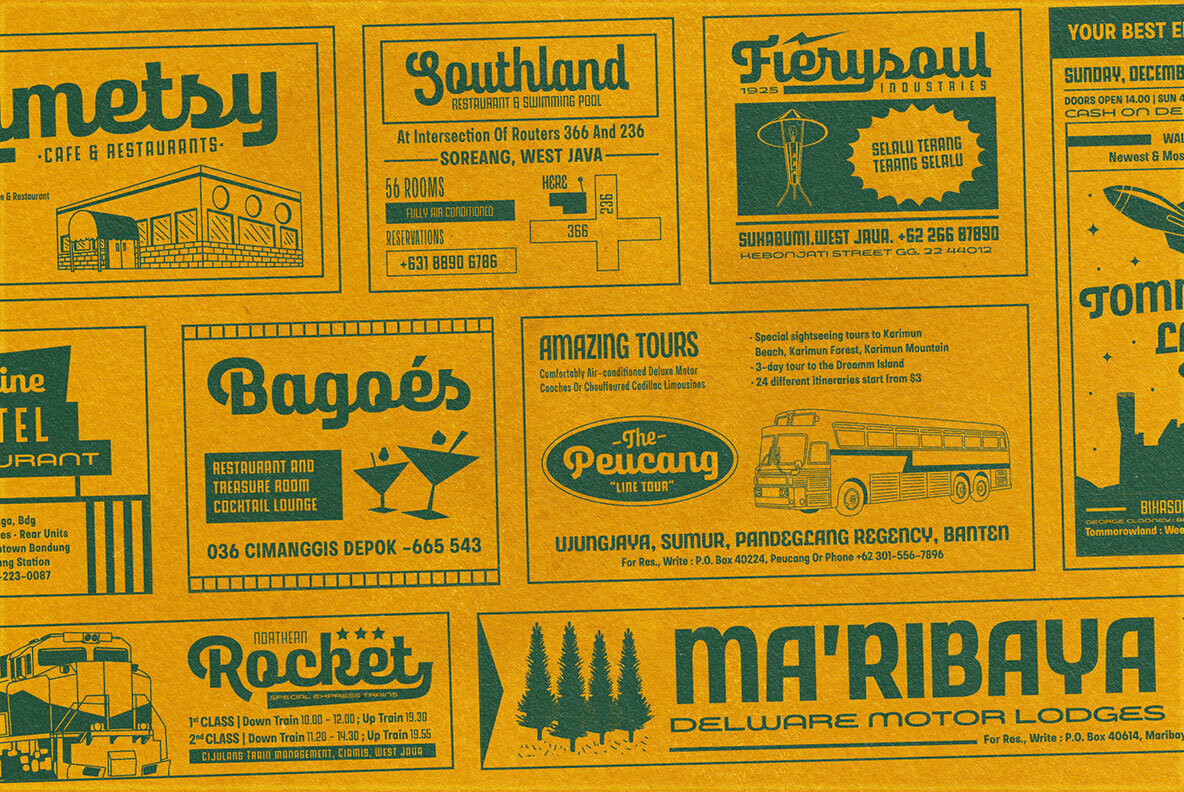 metsy
·CAFE & RESTAURANTS·
e & Restaurant
Southland
RESTAURANT & SWIMMING POOL
At Intersection Of Routers 366 And 236
SOREANG, WEST JAVA
56 ROOMS
FULLY AIR CONDITIONED
RESERVATIONS
+631 8890 6786
HERE
236
366
Fiérysoul
1925
INDUSTRIES
SELALU TERANG
TERANG SELALU
SUKABUMI.WEST JAVA. +62 266 87890
KEBONJATI STREET GG. 22 44012
YOUR BEST E
SUNDAY, DECEMB
DOORS OPEN 14.00 | SUN 4
CASH ON DE
WAL
Newest & Mos
TOMM
BIKASO
GEORGE CLOONEY: B
Tommorowland : Wee
ine
TEL
URANT
ga, Bdg
es · Rear Units
ntown Bandung
ng Station
-223-0087
Bagoés
RESTAURANT AND
TREASURE ROOM
COCKTAIL LOUNGE
036 CIMANGGIS DEPOK -665 543
AMAZING TOURS
Comfortably Air-conditioned Deluxe Motor
Coaches Or Chauffeured Cadillac Limousines
· Special sightseeing tours to Karimun
Beach, Karimun Forest, Karimun Mountain
· 3-day tour to the Dreamm Island
· 24 different itineraries start from $3
-The-
Peucang
"LINE TOUR"
UJUNGJAYA, SUMUR, PANDEGLANG REGENCY, BANTEN
For Res., Write : P.O. Box 40224, Peucang Or Phone +62 301-556-7896
NORTHERN
Rocket
SPECIAL EXPRESS TRAINS
1st CLASS | Down Train 10.00 - 12.00 ; Up Train 19.30
2nd CLASS | Down Train 11.20 - 14.30 ; Up Train 19.55
CIJULANG TRAIN MANAGEMENT, CIAMIS, WEST JAVA
MA'RIBAYA
DELWARE MOTOR LODGES
For Res., Write : P.O. Box 40614, Maribay